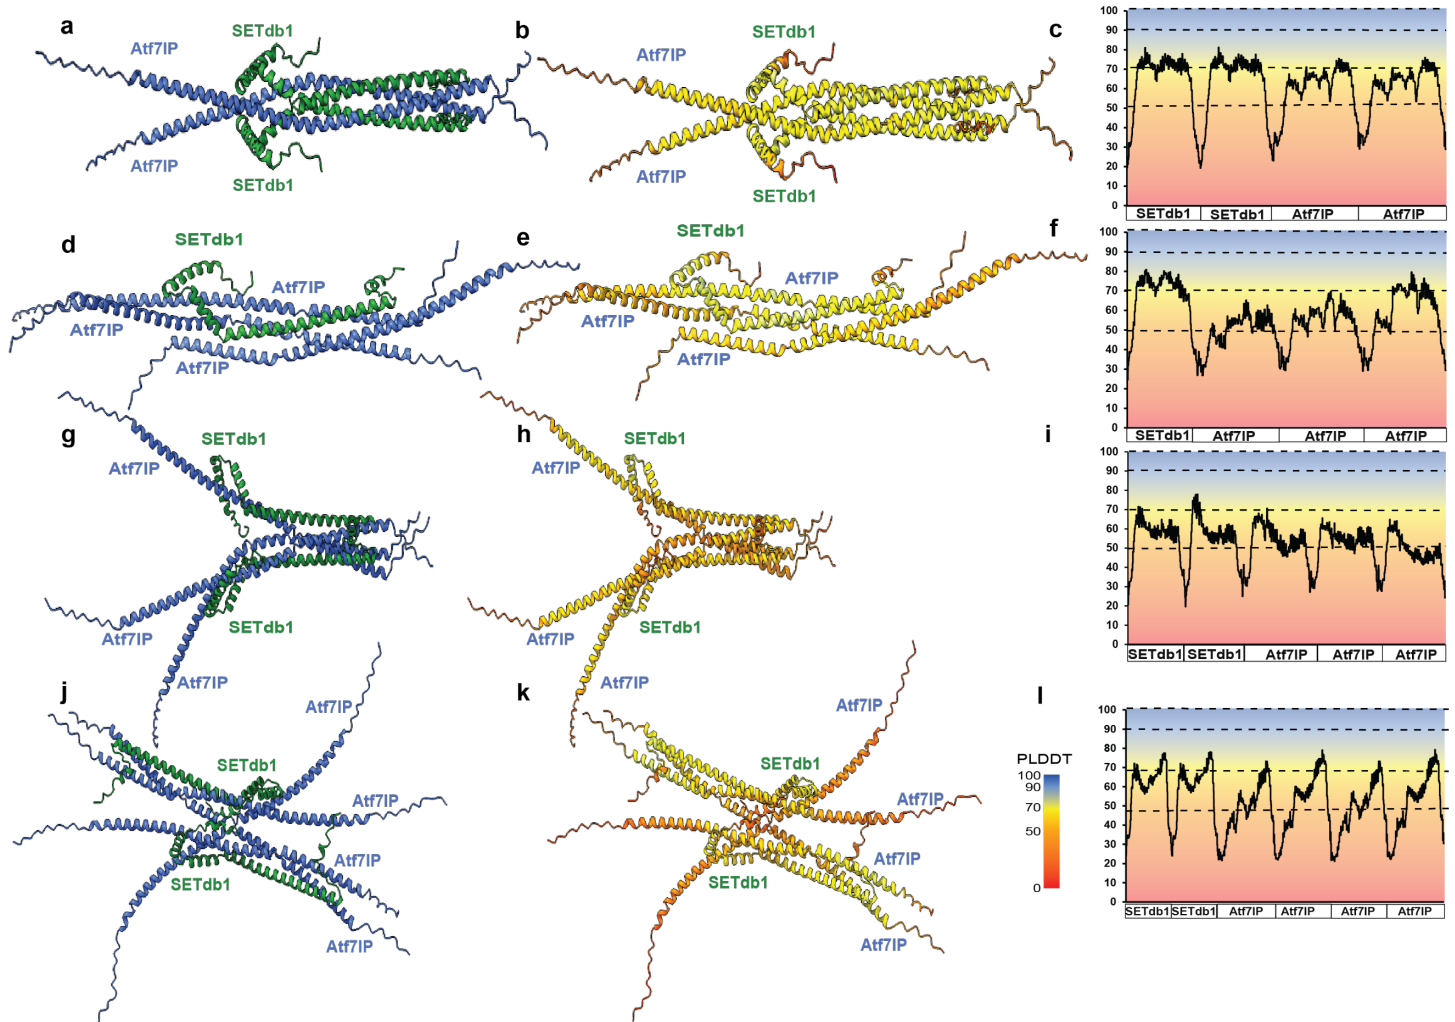 a
SETdb1
Atf7IP
Atf7IP
SETdb1
b
SETdb1
Atf7IP
Atf7IP
SETdb1
c
100
90
80
70
60
50
40
30
20
10
0
SETdb1 SETdb1 Atf7IP Atf7IP
d
SETdb1
Atf7IP
Atf7IP
Atf7IP
e
SETdb1
Atf7IP
Atf7IP
Atf7IP
f
100
90
80
70
60
50
40
30
20
10
0
SETdb1 Atf7IP Atf7IP Atf7IP
g
SETdb1
Atf7IP
SETdb1
Atf7IP
Atf7IP
h
SETdb1
Atf7IP
SETdb1
Atf7IP
Atf7IP
i
100
90
80
70
60
50
40
30
20
10
0
SETdb1 SETdb1 Atf7IP Atf7IP Atf7IP
j
Atf7IP
SETdb1
Atf7IP
Atf7IP
SETdb1
Atf7IP
k
Atf7IP
SETdb1
Atf7IP
Atf7IP
SETdb1
Atf7IP
PLDDT
100
90
70
50
0
l
100
90
80
70
60
50
40
30
20
10
0
SETdb1 SETdb1 Atf7IP Atf7IP Atf7IP Atf7IP